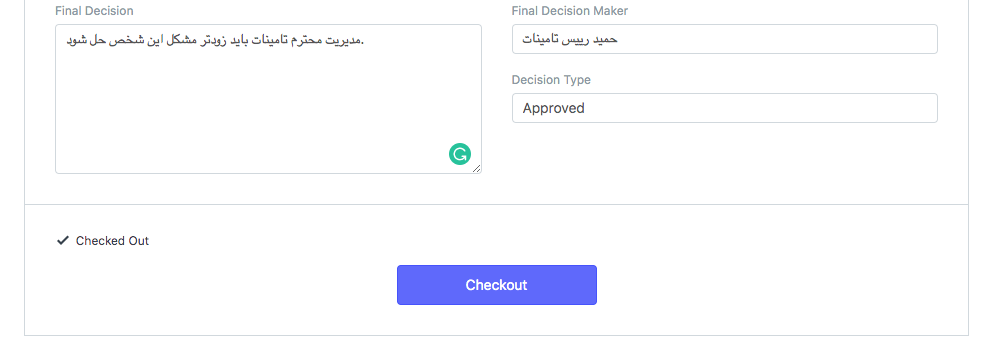 Final Decision
مدیریت محترم تامینات باید زودتر مشکل این شخص حل شود.
Final Decision Maker
حمید رییس تامینات
Decision Type
Approved
Checked Out
Checkout